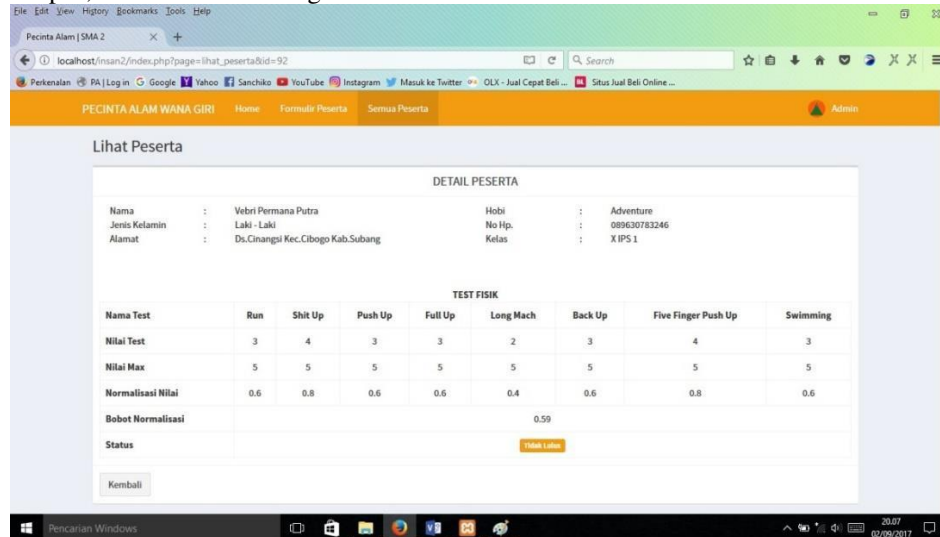 File Edit View History Bookmarks Tools Help
Pecinta Alam | SMA 2
localhost/insan2/index.php?page=lihat_peserta&id=92
Search
Perkenalan PA | Log in Google Yahoo Sanchiko YouTube Instagram Masuk ke Twitter OLX - Jual Cepat Beli ... Situs Jual Beli Online ...
PECINTA ALAM WANA GIRI Home Formulir Peserta Semua Peserta Admin
Lihat Peserta
DETAIL PESERTA
Nama : Vebri Permana Putra Hobi : Adventure
Jenis Kelamin : Laki - Laki No Hp. : 089630783246
Alamat : Ds.Cinangsi Kec.Cibogo Kab.Subang Kelas : X IPS 1
TEST FISIK
Nama Test Run Shit Up Push Up Full Up Long Mach Back Up Five Finger Push Up Swimming
Nilai Test 3 4 3 3 2 3 4 3
Nilai Max 5 5 5 5 5 5 5 5
Normalisasi Nilai 0.6 0.8 0.6 0.6 0.4 0.6 0.8 0.6
Bobot Normalisasi 0.59
Status Tidak Lulus
Kembali
Pencarian Windows
20.07
02/09/2017